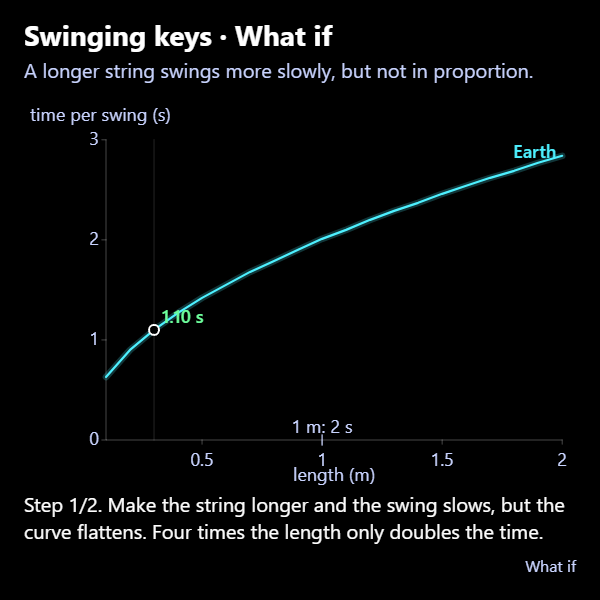 Swinging keys · What if
A longer string swings more slowly, but not in proportion.
time per swing (s)
3
Earth
2
1.10 s
1
1 m: 2 s
0
0.5
1
1.5
2
length (m)
Step 1/2. Make the string longer and the swing slows, but the
curve flattens. Four times the length only doubles the time.
What if